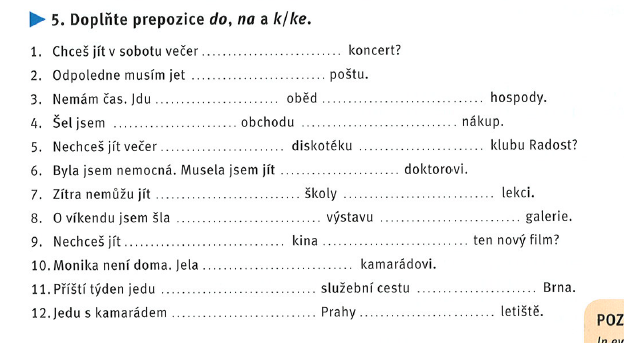 ▶ 5. Doplňte prepozice do, na a k/ke.
1. Chceš jít v sobotu večer ........................... koncert?
2. Odpoledne musím jet .......................... poštu.
3. Nemám čas. Jdu ........................ oběd .......................... hospody.
4. Šel jsem ........................ obchodu .............................. nákup.
5. Nechceš jít večer ........................ diskotéku ........................ klubu Radost?
6. Byla jsem nemocná. Musela jsem jít ....................... doktorovi.
7. Zítra nemůžu jít .......................... školy ............................. lekci.
8. O víkendu jsem šla ............................ výstavu ........................... galerie.
9. Nechceš jít ............................... kina ............................ ten nový film?
10. Monika není doma. Jela ............................. kamarádovi.
11. Příští týden jedu .............................. služební cestu ....................... Brna.
12. Jedu s kamarádem ............................ Prahy .......................... letiště.
POZ